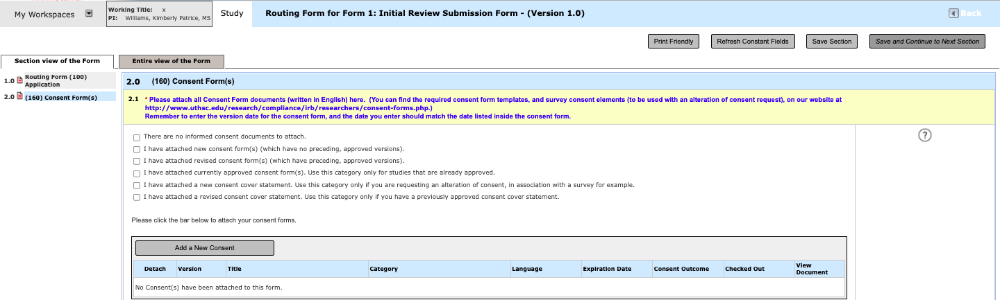 My Workspaces
Working Title: x
PI: Williams, Kimberly Patrice, MS
Study
Routing Form for Form 1: Initial Review Submission Form - (Version 1.0)
Back
Print Friendly
Refresh Constant Fields
Save Section
Save and Continue to Next Section
Section view of the Form
Entire view of the Form
1.0 Routing Form (100)
Application
2.0 (160) Consent Form(s)
2.0 (160) Consent Form(s)
2.1 * Please attach all Consent Form documents (written in English) here. (You can find the required consent form templates, and survey consent elements (to be used with an alteration of consent request), on our website at
http://www.uthsc.edu/research/compliance/irb/researchers/consent-forms.php.)
Remember to enter the version date for the consent form, and the date you enter should match the date listed inside the consent form.
?
There are no informed consent documents to attach.
I have attached new consent form(s) (which have no preceding, approved versions).
I have attached revised consent form(s) (which have preceding, approved versions).
I have attached currently approved consent form(s). Use this category only for studies that are already approved.
I have attached a new consent cover statement. Use this category only if you are requesting an alteration of consent, in association with a survey for example.
I have attached a revised consent cover statement. Use this category only if you have a previously approved consent cover statement.
Please click the bar below to attach your consent forms.
Add a New Consent
Detach Version Title Category Language Expiration Date Consent Outcome Checked Out View
Document
No Consent(s) have been attached to this form.